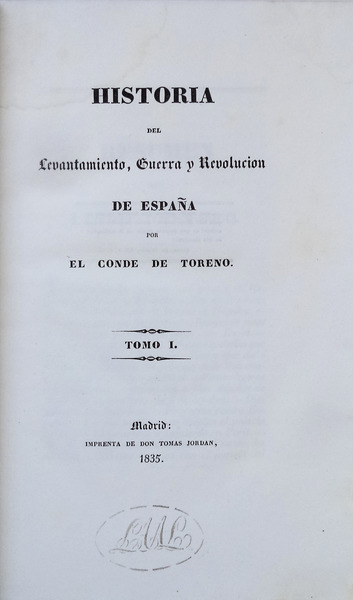 HISTORIA
DEL
Levantamiento, Guerra y Revolucion
DE ESPAÑA
POR
EL CONDE DE TORENO.
TOMO I.
Madrid:
IMPRENTA DE DON TOMAS JORDAN,
1835.